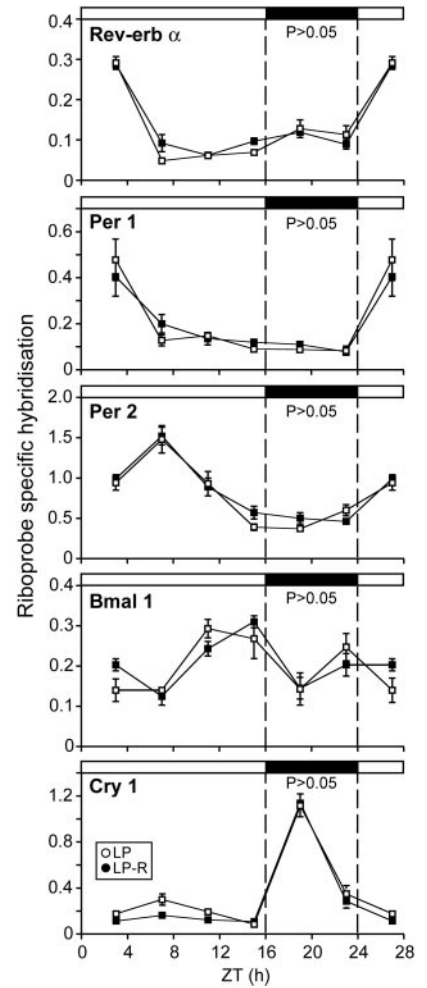 Riboprobe specific hybridisation
Rev-erb α
P>0.05
0.4
0.3
0.2
0.1
0
Per 1
P>0.05
0.6
0.4
0.2
0
Per 2
P>0.05
2.0
1.5
1.0
0.5
0
Bmal 1
P>0.05
0.4
0.3
0.2
0.1
0
Cry 1
P>0.05
1.2
0.8
0.4
0
LP
LP-R
0 4 8 12 16 20 24 28
ZT (h)